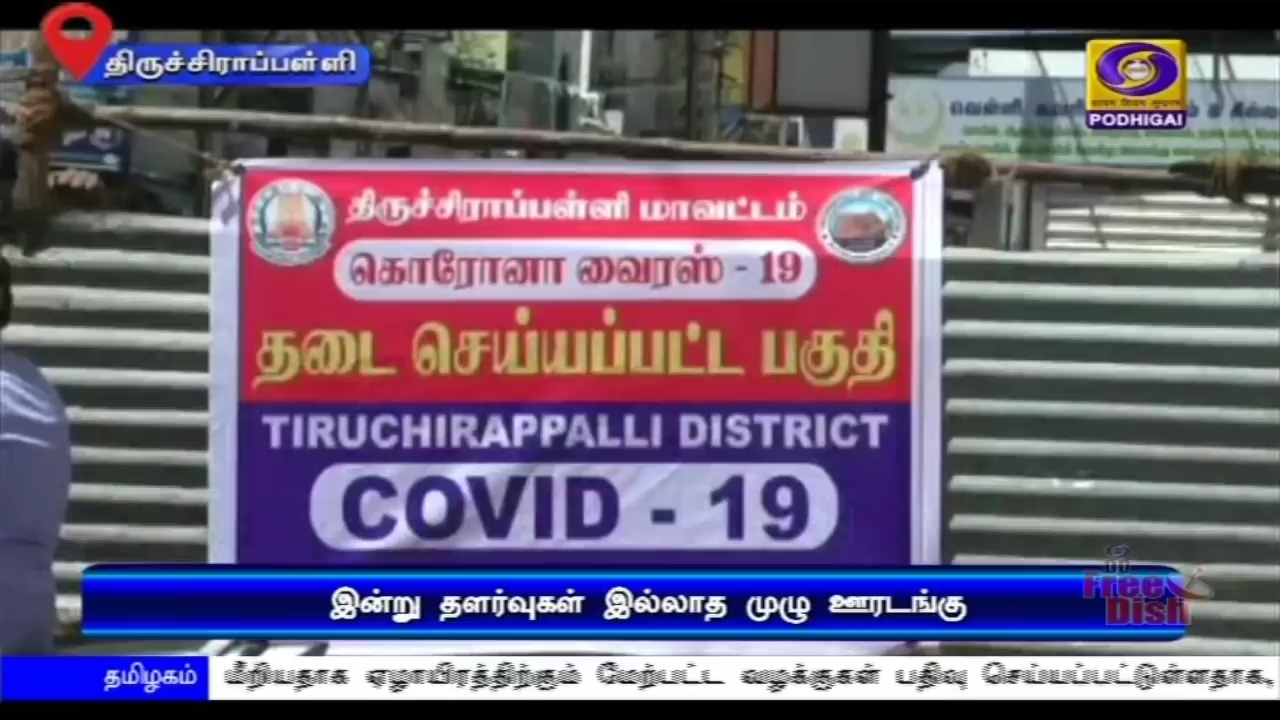 திருச்சிராப்பள்ளி
PODHIGAI
திருச்சிராப்பள்ளி மாவட்டம்
கொரோனா வைரஸ் - 19
தடை செய்யப்பட்ட பகுதி
TIRUCHIRAPPALLI DISTRICT
COVID - 19
இன்று தளர்வுகள் இல்லாத முழு ஊரடங்கு
Free
Dish
தமிழகம்
மீறியதாக ஏழாயிரத்திற்கும் மேற்பட்ட வழக்குகள் பதிவு செய்யப்பட்டுள்ளதாக,